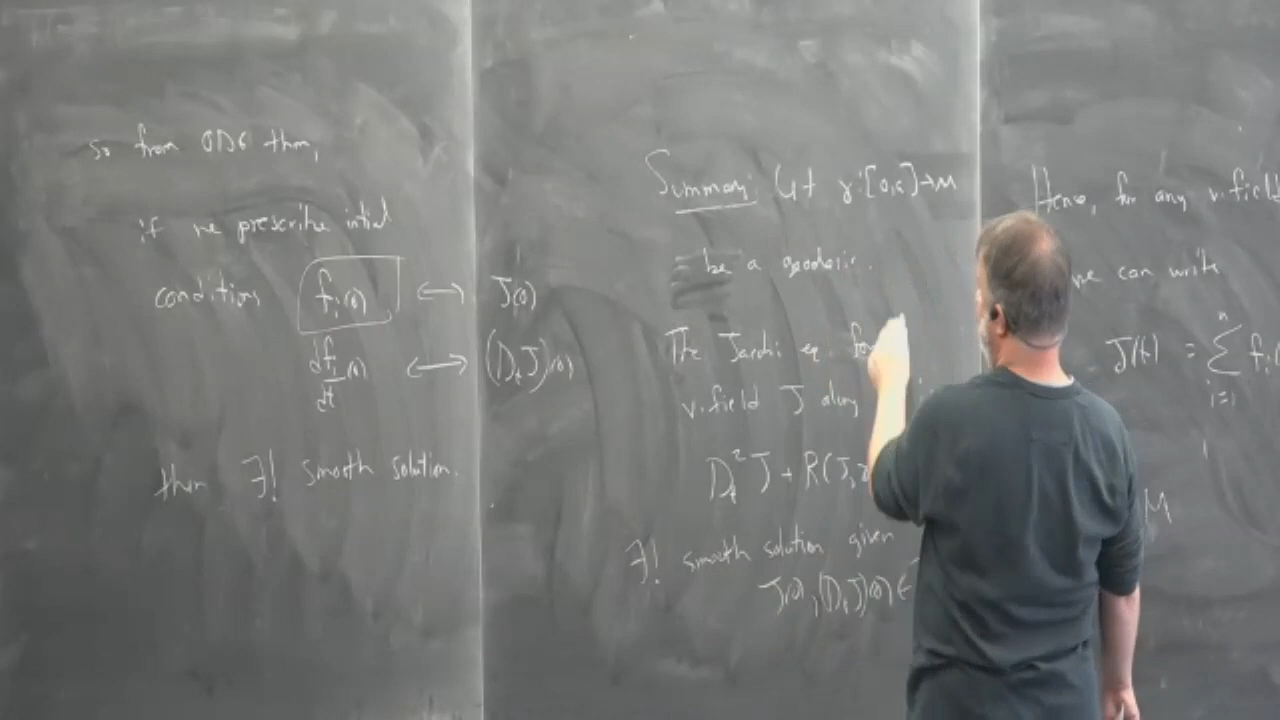 so from ODE thm,
if we prescribe intial
conditions f_i(0) ↔ J(0)
df_i/dt (0) ↔ (D_t J)(0)
then ∃! smooth solution.
Summary: Let γ:[0,a]→M
be a geodesic.
The Jacobi eq. for
v.field J along
D_t² J + R(J,γ
∃! smooth solution given
J(0), (D_t J)(0) ∈
Hence, for any v.field
we can write
J(t) = Σ_{i=1}^n f_i
M